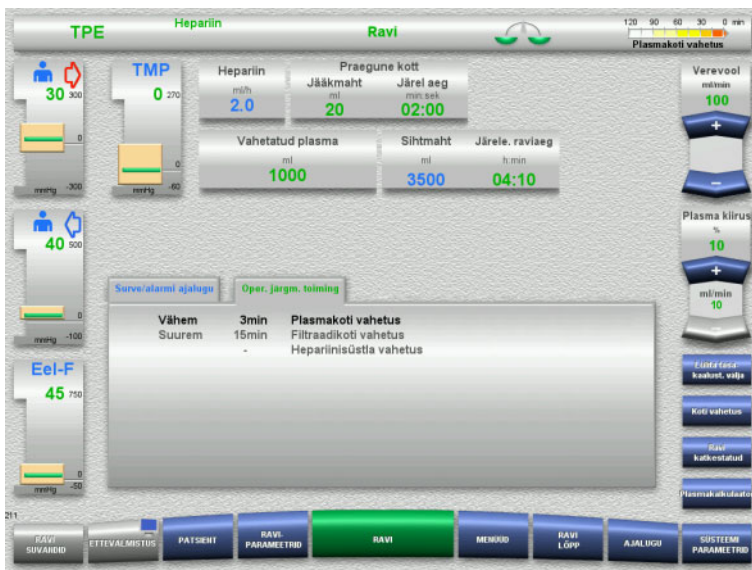 TPE
Hepariin
Ravi
120 90 60 30 0 min
Plasmakoti vahetus
30 300
0
mmHg -300
TMP
0 270
0
mmHg -60
Hepariin
ml/h
2.0
Praegune kott
Jääkmaht Järel aeg
ml min:sek
20 02:00
Verevool
ml/min
100
+
–
Vahetatud plasma
ml
1000
Sihtmaht Järele. raviaeg
ml h:min
3500 04:10
40 500
0
mmHg -100
Plasma kiirus
%
10
+
ml/min
10
–
Surve/alarmi ajalugu
Oper. järgm. toiming
Vähem 3min Plasmakoti vahetus
Suurem 15min Filtraadikoti vahetus
- Hepariinisüstla vahetus
Eel-F
45 750
0
mmHg -50
kaalust. välja
Koti vahetus
Ravi
katkestatud
Plasmakalkulaator
211
RAVI
SUVANDID
ETTEVALMISTUS
PATSIENT
RAVI-
PARAMEETRID
RAVI
MENÜÜD
RAVI
LÕPP
AJALUGU
SÜSTEEMI
PARAMEETRID